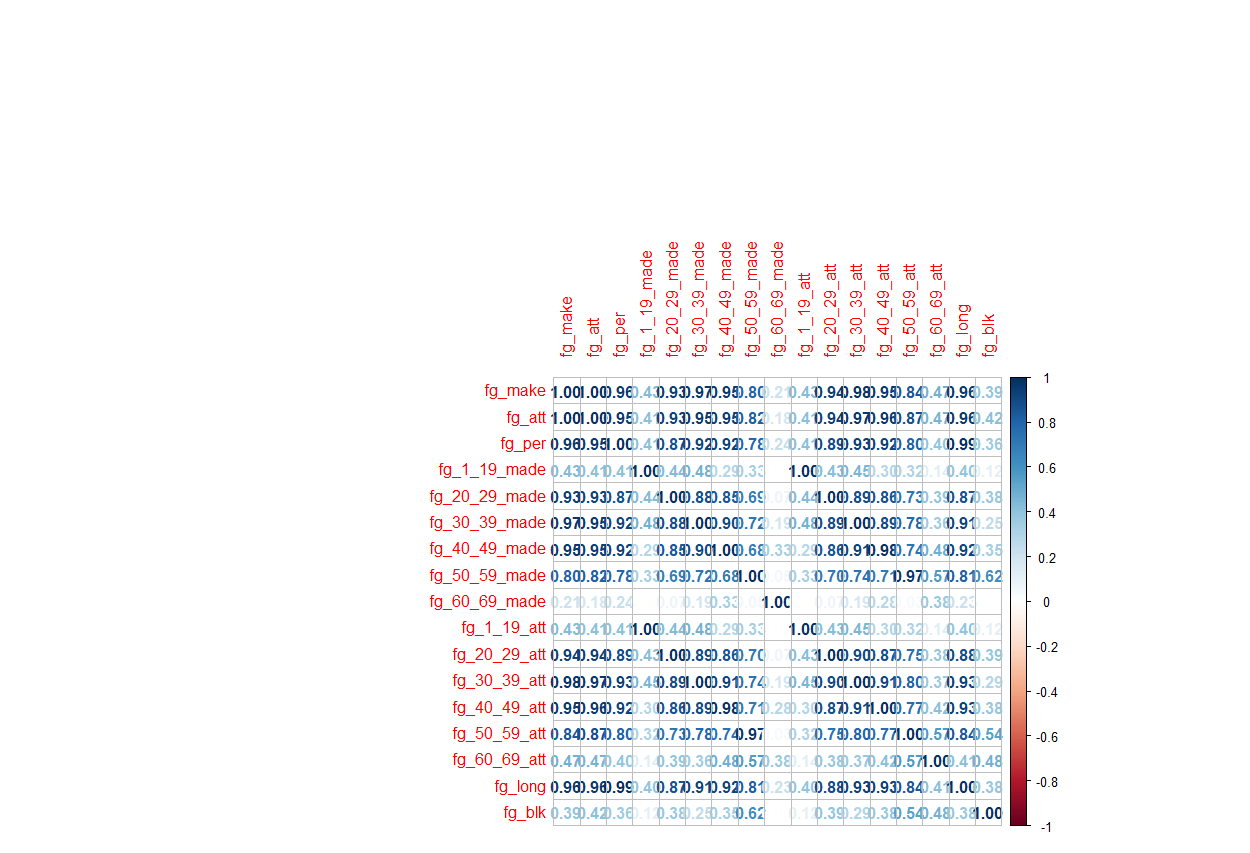 fg_make fg_att fg_per fg_1_19_made fg_20_29_made fg_30_39_made fg_40_49_made fg_50_59_made fg_60_69_made fg_1_19_att fg_20_29_att fg_30_39_att fg_40_49_att fg_50_59_att fg_60_69_att fg_long fg_blk
fg_make 1.00 1.00 0.96 0.43 0.93 0.97 0.95 0.80 0.21 0.43 0.94 0.98 0.95 0.84 0.47 0.96 0.39
fg_att 1.00 1.00 0.95 0.41 0.93 0.95 0.95 0.82 0.18 0.41 0.94 0.97 0.96 0.87 0.47 0.96 0.42
fg_per 0.96 0.95 1.00 0.41 0.87 0.92 0.92 0.78 0.24 0.41 0.89 0.93 0.92 0.80 0.40 0.99 0.36
fg_1_19_made 0.43 0.41 0.41 1.00 0.44 0.48 0.29 0.33 1.00 0.43 0.45 0.30 0.32 0.14 0.40 0.12
fg_20_29_made 0.93 0.93 0.87 0.44 1.00 0.88 0.85 0.69 0.07 0.44 1.00 0.89 0.86 0.73 0.39 0.87 0.38
fg_30_39_made 0.97 0.95 0.92 0.48 0.88 1.00 0.90 0.72 0.19 0.48 0.89 1.00 0.89 0.78 0.36 0.91 0.25
fg_40_49_made 0.95 0.95 0.92 0.29 0.85 0.90 1.00 0.68 0.33 0.29 0.86 0.91 0.98 0.74 0.48 0.92 0.35
fg_50_59_made 0.80 0.82 0.78 0.33 0.69 0.72 0.68 1.00 0.33 0.70 0.74 0.71 0.97 0.57 0.81 0.62
fg_60_69_made 0.21 0.18 0.24 0.07 0.19 0.33 1.00 0.07 0.19 0.28 0.38 0.23
fg_1_19_att 0.43 0.41 0.41 1.00 0.44 0.48 0.29 0.33 1.00 0.43 0.45 0.30 0.32 0.14 0.40 0.12
fg_20_29_att 0.94 0.94 0.89 0.43 1.00 0.89 0.86 0.70 0.07 0.43 1.00 0.90 0.87 0.75 0.38 0.88 0.39
fg_30_39_att 0.98 0.97 0.93 0.45 0.89 1.00 0.91 0.74 0.19 0.45 0.90 1.00 0.91 0.80 0.37 0.93 0.29
fg_40_49_att 0.95 0.96 0.92 0.30 0.86 0.89 0.98 0.71 0.28 0.30 0.87 0.91 1.00 0.77 0.42 0.93 0.38
fg_50_59_att 0.84 0.87 0.80 0.32 0.73 0.78 0.74 0.97 0.32 0.75 0.80 0.77 1.00 0.57 0.84 0.54
fg_60_69_att 0.47 0.47 0.40 0.14 0.39 0.36 0.48 0.57 0.38 0.14 0.38 0.37 0.42 0.57 1.00 0.41 0.48
fg_long 0.96 0.96 0.99 0.40 0.87 0.91 0.92 0.81 0.23 0.40 0.88 0.93 0.93 0.84 0.41 1.00 0.38
fg_blk 0.39 0.42 0.36 0.12 0.38 0.25 0.35 0.62 0.12 0.39 0.29 0.38 0.54 0.48 0.38 1.00
1
0.8
0.6
0.4
0.2
0
-0.2
-0.4
-0.6
-0.8
-1